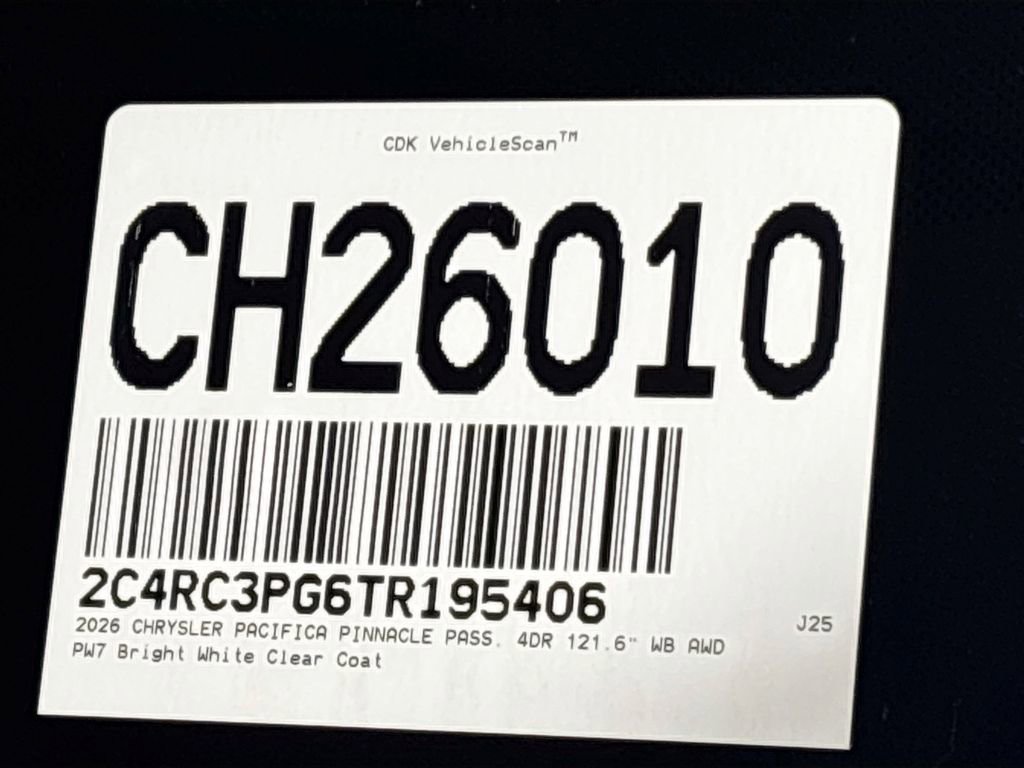 CDK VehicleScan™
CH26010
2C4RC3PG6TR195406
2026 CHRYSLER PACIFICA PINNACLE PASS. 4DR 121.6" WB AWD
J25
PW7 Bright White Clear Coat